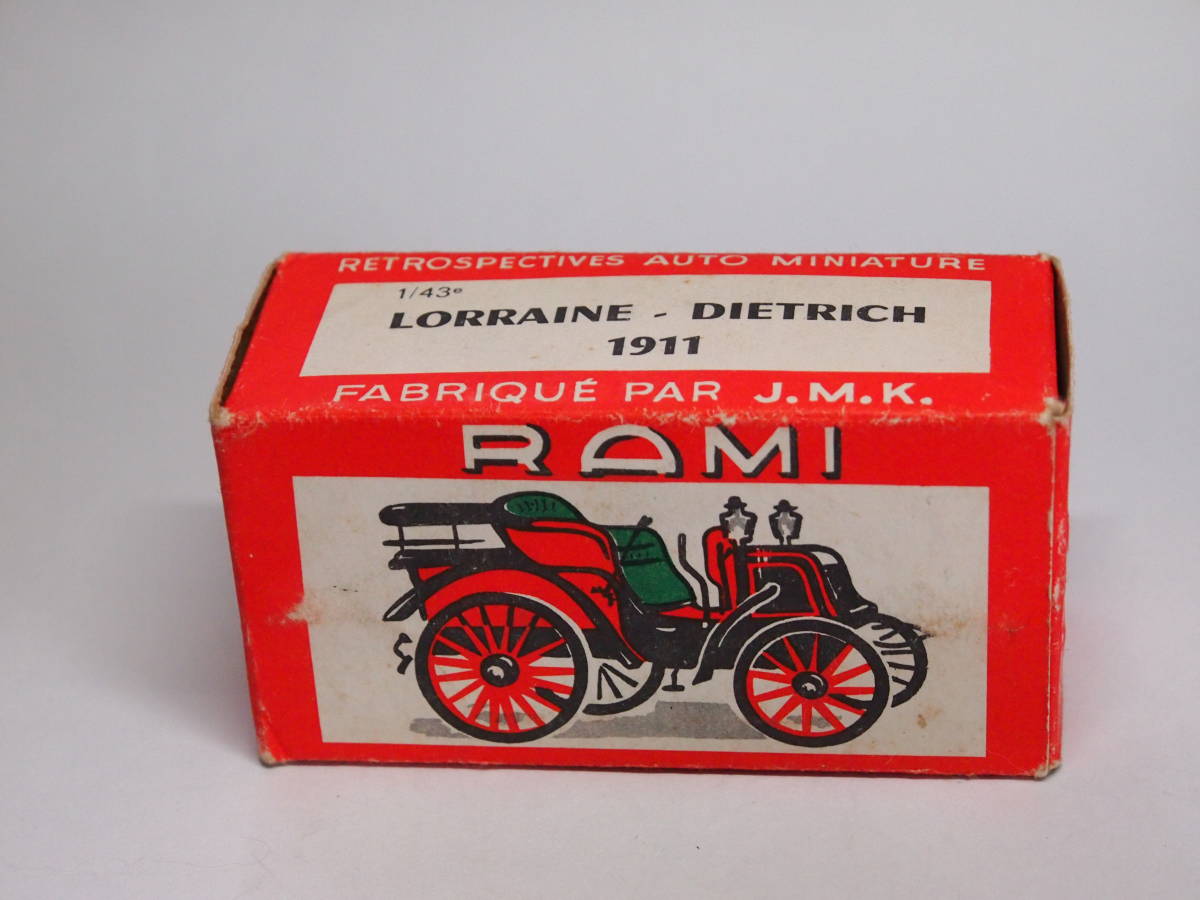 RETROSPECTIVES AUTO MINIATURE
1/43e
LORRAINE - DIETRICH
1911
FABRIQUÉ PAR J.M.K.
RAMI